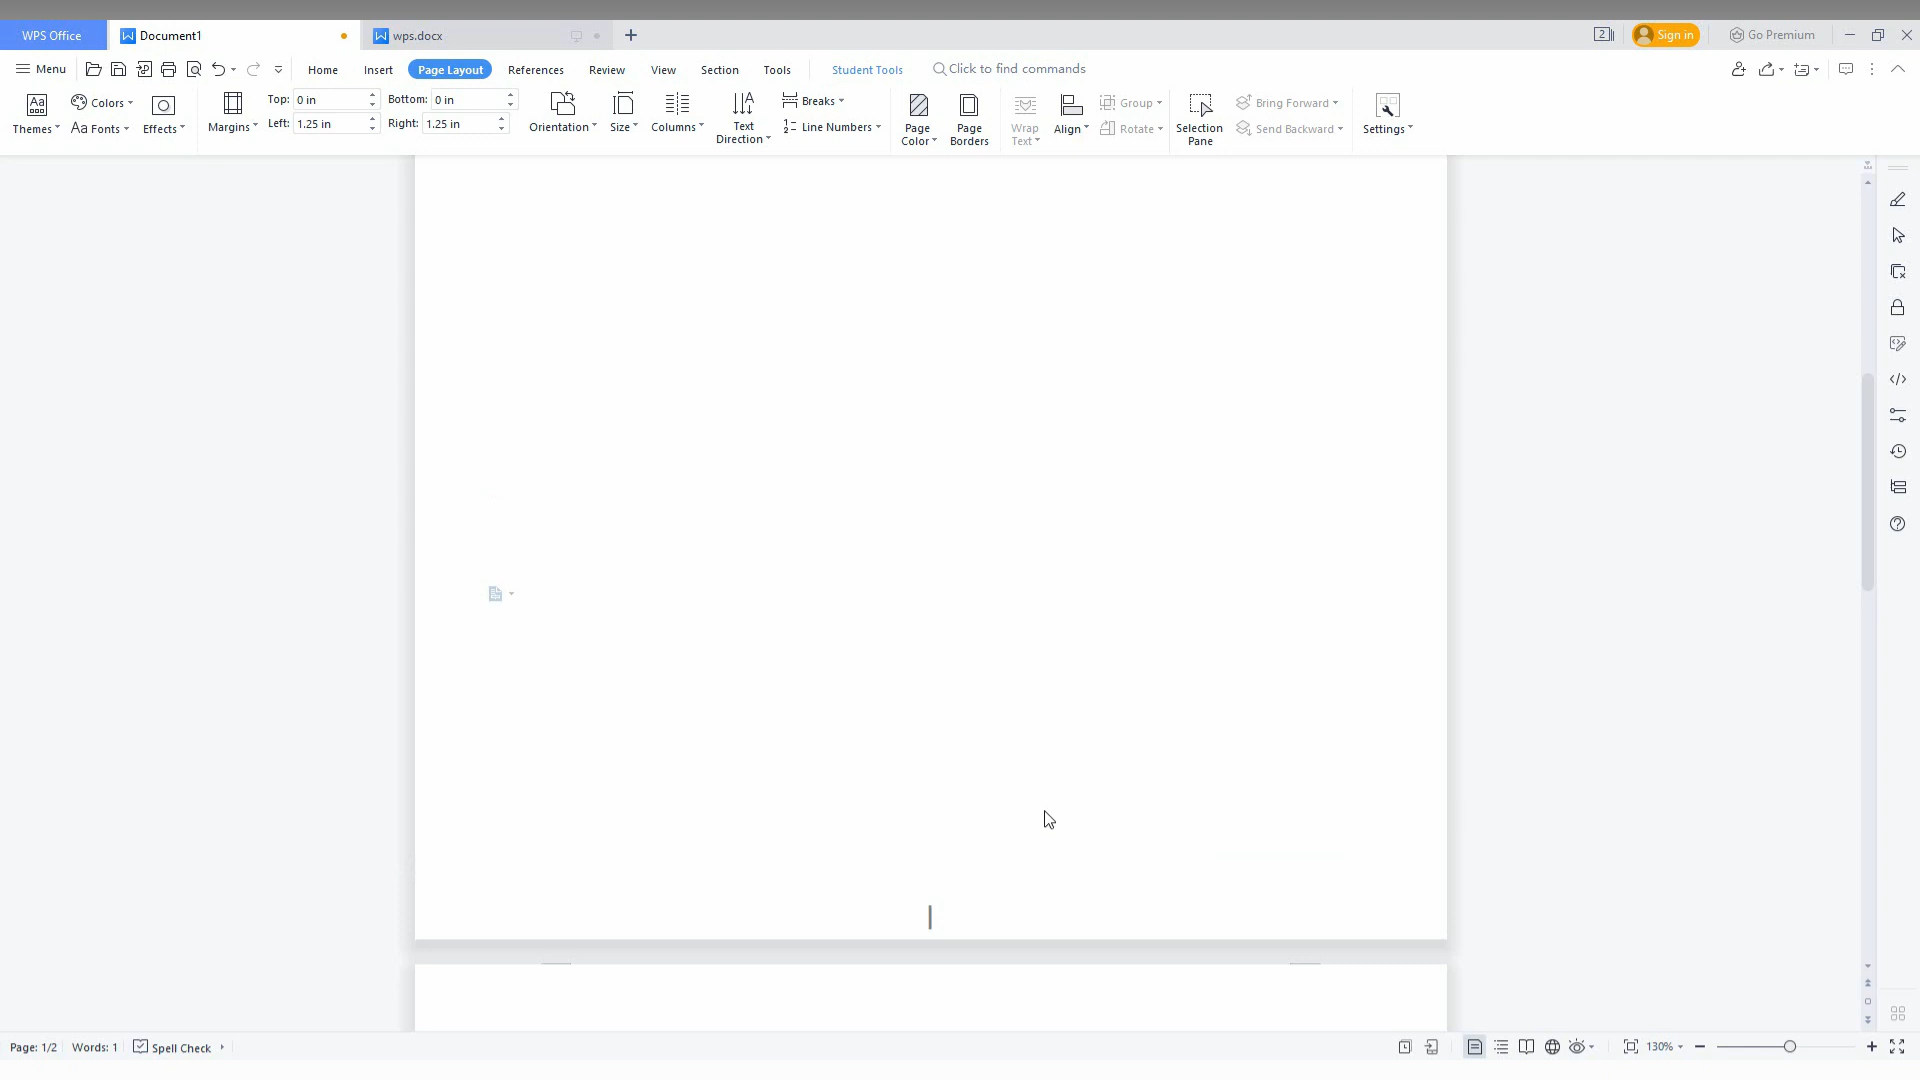 WPS Office Document1 wps.docx 2 Sign in Go Premium
Menu Home Insert Page Layout References Review View Section Tools Student Tools Click to find commands
Colors Top: 0 in Bottom: 0 in Breaks Group Bring Forward
Themes Aa Fonts Effects Margins Left: 1.25 in Right: 1.25 in Orientation Size Columns Text Direction Line Numbers Page Color Page Borders Wrap Text Align Rotate Selection Pane Send Backward Settings
Page: 1/2 Words: 1 Spell Check 130%